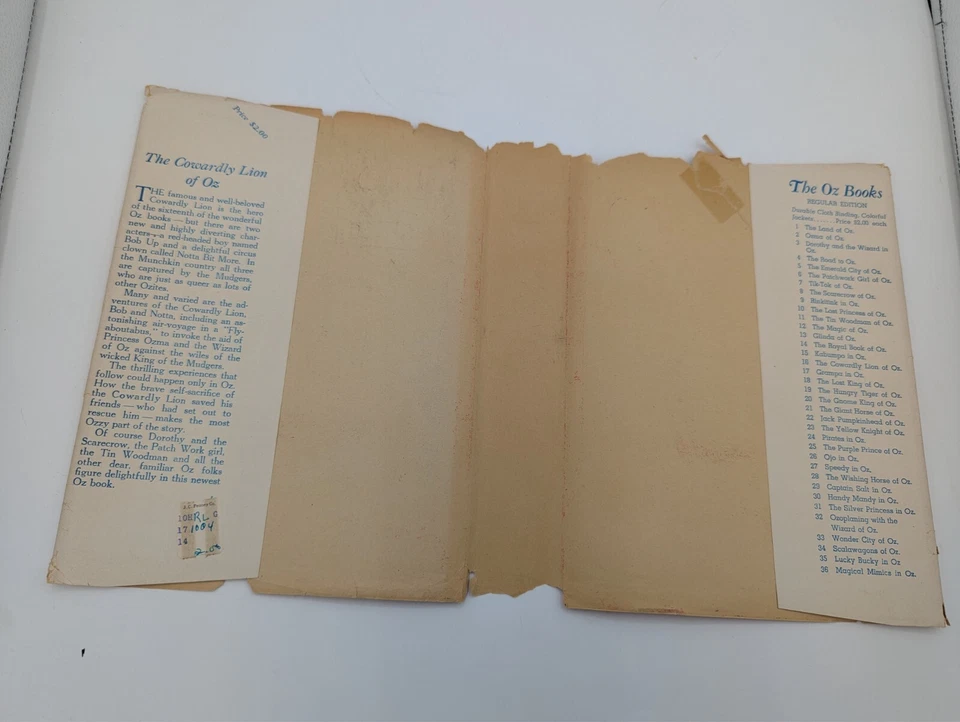 Price $2.00
The Cowardly Lion
of Oz
THE famous and well-beloved
Cowardly Lion is the hero
of the sixteenth of the wonderful
Oz books — but there are two
new and highly diverting char-
acters — a red-headed boy named
Bob Up and a delightful circus
clown called Notta Bit More. In
the Munchkin country all three
are captured by the Mudgers,
who are just as queer as lots of
other Ozites.
Many and varied are the ad-
ventures of the Cowardly Lion,
Bob and Notta, including an as-
tonishing air-voyage in a "Fly-
aboutabus," to invoke the aid of
Princess Ozma and the Wizard
of Oz against the wiles of the
wicked King of the Mudgers.
The thrilling experiences that
follow could happen only in Oz.
How the brave self-sacrifice of
the Cowardly Lion saved his
friends — who had set out to
rescue him — makes the most
Ozzy part of the story.
Of course Dorothy and the
Scarecrow, the Patch Work girl,
the Tin Woodman and all the
other dear, familiar Oz folks
figure delightfully in this newest
Oz book.
17 1004
14
The Oz Books
REGULAR EDITION
Durable Cloth Binding, Colorful
Jackets Price $2.00 each
1 The Land of Oz.
2 Ozma of Oz.
3 Dorothy and the Wizard in
Oz.
4 The Road to Oz.
5 The Emerald City of Oz.
6 The Patchwork Girl of Oz.
7 TikTok of Oz.
8 The Scarecrow of Oz.
9 Rinkitink in Oz.
10 The Lost Princess of Oz.
11 The Tin Woodman of Oz.
12 The Magic of Oz.
13 Glinda of Oz.
14 The Royal Book of Oz.
15 Kabumpo in Oz.
16 The Cowardly Lion of Oz.
17 Grampa in Oz.
18 The Lost King of Oz.
19 The Hungry Tiger of Oz.
20 The Gnome King of Oz.
21 The Giant Horse of Oz.
22 Jack Pumpkinhead of Oz.
23 The Yellow Knight of Oz.
24 Pirates in Oz.
25 The Purple Prince of Oz.
26 Ojo in Oz.
27 Speedy in Oz.
28 The Wishing Horse of Oz.
29 Captain Salt in Oz.
30 Handy Mandy in Oz.
31 The Silver Princess in Oz.
32 Ozoplaning with the
Wizard of Oz.
33 Wonder City of Oz.
34 Scalawagons of Oz.
35 Lucky Bucky in Oz
36 Magical Mimics in Oz.